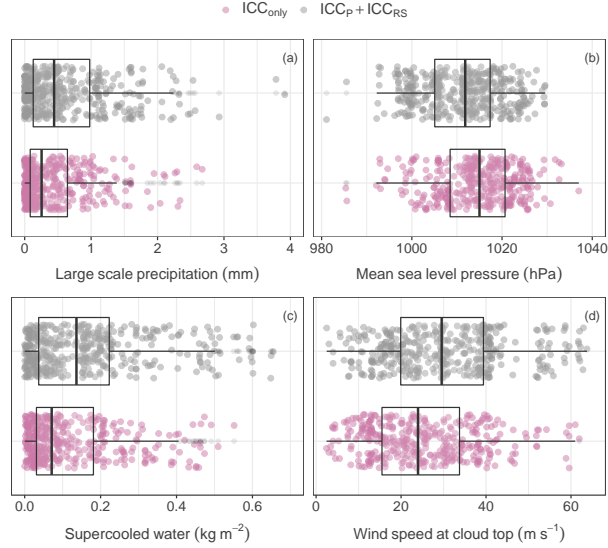 ICC_only ICC_P + ICC_RS
(a) (b)
0 1 2 3 4 980 1000 1020 1040
Large scale precipitation (mm) Mean sea level pressure (hPa)
(c) (d)
0.0 0.2 0.4 0.6 0 20 40 60
Supercooled water (kg m⁻²) Wind speed at cloud top (m s⁻¹)